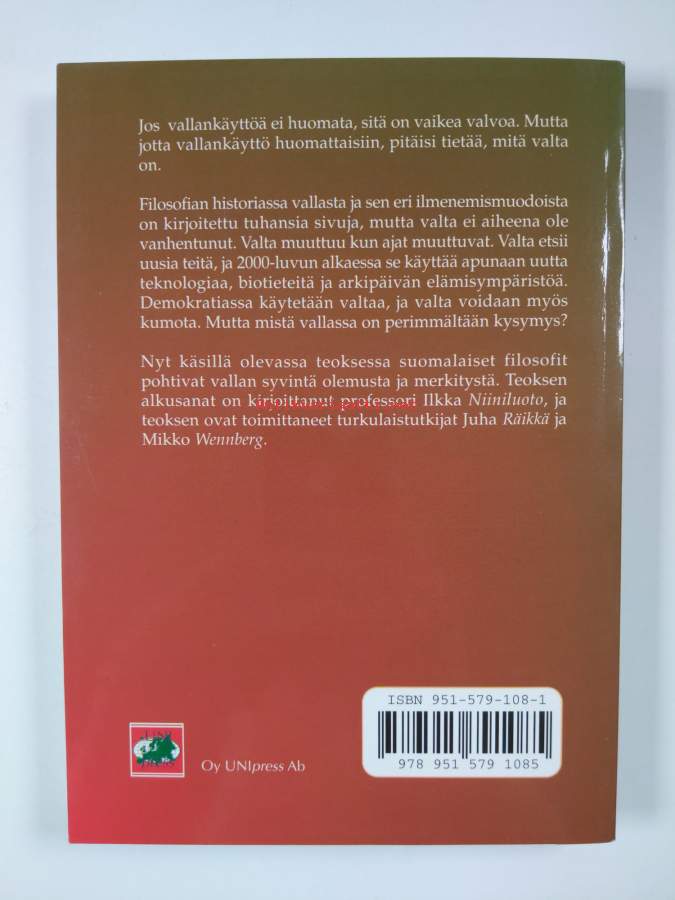 Jos vallankäyttöä ei huomata, sitä on vaikea valvoa. Mutta
jotta vallankäyttö huomattaisiin, pitäisi tietää, mitä valta
on.
Filosofian historiassa vallasta ja sen eri ilmenemismuodoista
on kirjoitettu tuhansia sivuja, mutta valta ei aiheena ole
vanhentunut. Valta muuttuu kun ajat muuttuvat. Valta etsii
uusia teitä, ja 2000-luvun alkaessa se käyttää apunaan uutta
teknologiaa, biotieteitä ja arkipäivän elämisympäristöä.
Demokratiassa käytetään valtaa, ja valta voidaan myös
kumota. Mutta mistä vallassa on perimmältään kysymys?
Nyt käsillä olevassa teoksessa suomalaiset filosofit
pohtivat vallan syvintä olemusta ja merkitystä. Teoksen
alkusanat on kirjoittanut professori Ilkka Niiniluoto, ja
teoksen ovat toimittaneet turkulaistutkijat Juha Räikkä ja
Mikko Wennberg.
ISBN 951-579-108-1
9 789515 791085
Oy UNIpress Ab